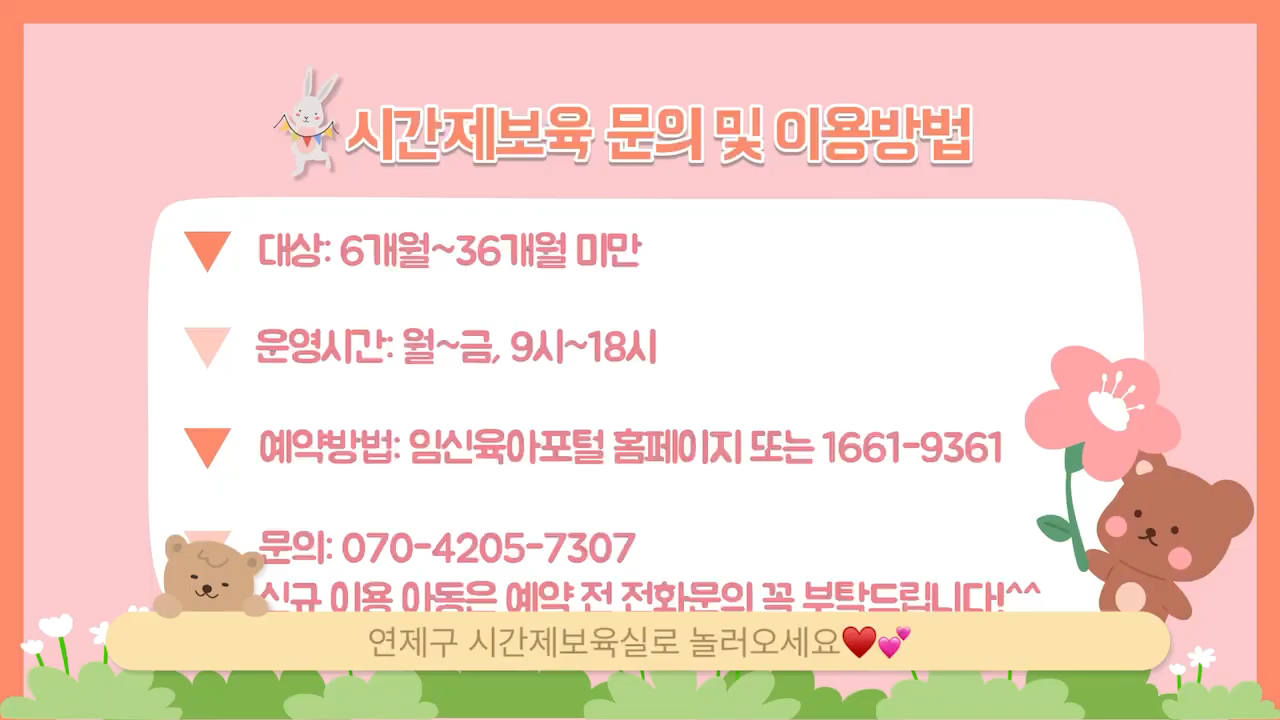 시간제보육 문의 및 이용방법
대상: 6개월~36개월 미만
운영시간: 월~금, 9시~18시
예약방법: 임신육아포털 홈페이지 또는 1661-9361
문의: 070-4205-7307
신규 이용 아동은 예약 전 전화문의 꼭 부탁드립니다!^^
연제구 시간제보육실로 놀러오세요❤️💕